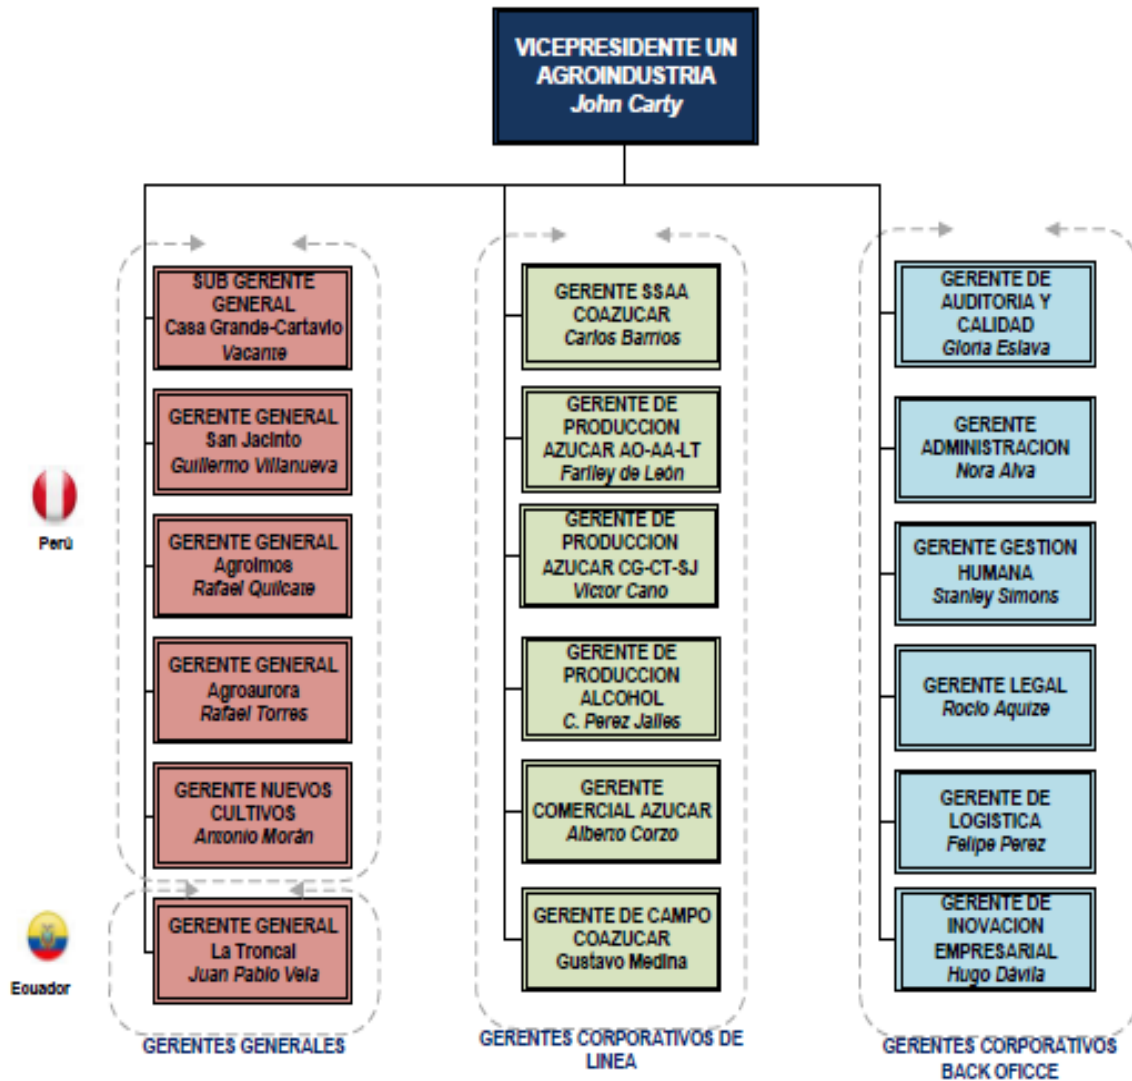 VICEPRESIDENTE UN
AGROINDUSTRIA
John Carty
SUB GERENTE
GENERAL
Casa Grande-Cartavio
Vacante
GERENTE GENERAL
San Jacinto
Guillermo Villanueva
Perú
GERENTE GENERAL
Agrolmos
Rafael Quilcate
GERENTE GENERAL
Agroaurora
Rafael Torres
GERENTE NUEVOS
CULTIVOS
Antonio Morán
Ecuador
GERENTE GENERAL
La Troncal
Juan Pablo Vela
GERENTES GENERALES
GERENTE SSAA
COAZUCAR
Carlos Barrios
GERENTE DE
PRODUCCION
AZUCAR AO-AA-LT
Farlley de León
GERENTE DE
PRODUCCION
AZUCAR CG-CT-SJ
Victor Cano
GERENTE DE
PRODUCCION
ALCOHOL
C. Perez Jalles
GERENTE
COMERCIAL AZUCAR
Alberto Corzo
GERENTE DE CAMPO
COAZUCAR
Gustavo Medina
GERENTES CORPORATIVOS DE
LINEA
GERENTE DE
AUDITORIA Y
CALIDAD
Gloria Eslava
GERENTE
ADMINISTRACION
Nora Alva
GERENTE GESTION
HUMANA
Stanley Simons
GERENTE LEGAL
Rocio Aquize
GERENTE DE
LOGISTICA
Felipe Perez
GERENTE DE
INOVACION
EMPRESARIAL
Hugo Dávila
GERENTES CORPORATIVOS
BACK OFICCE